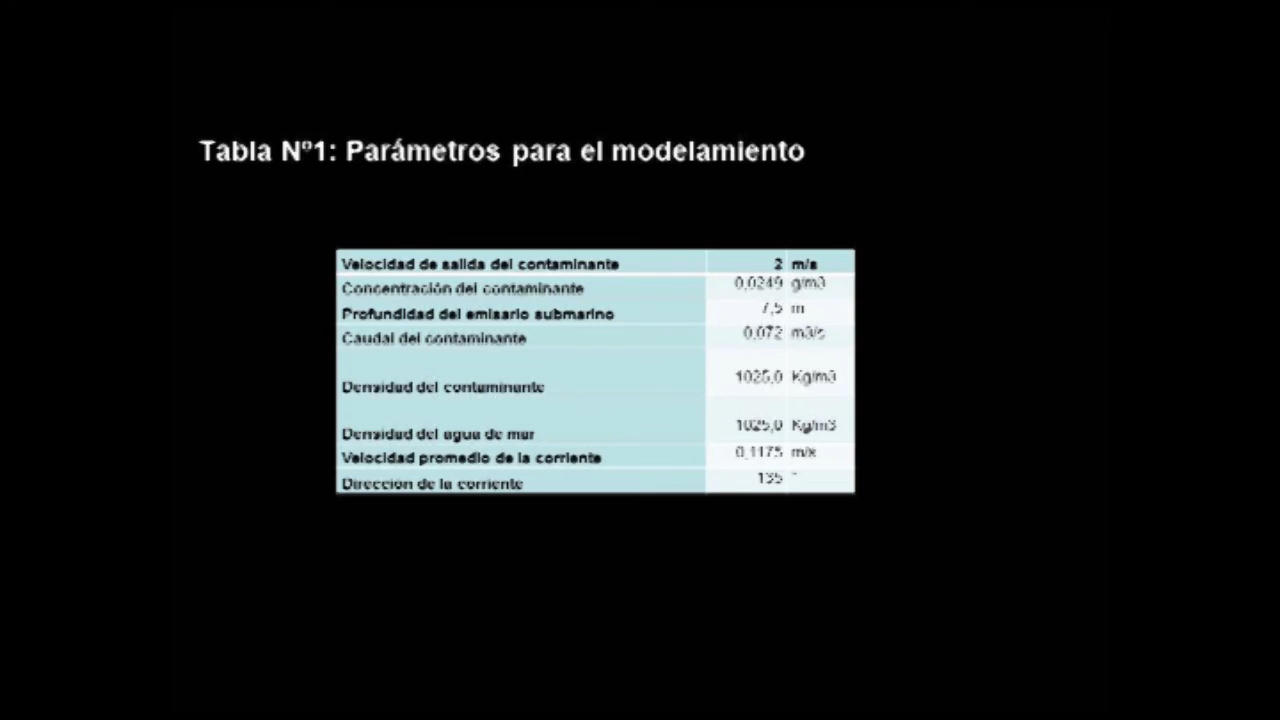 Tabla Nº1: Parámetros para el modelamiento
Velocidad de salida del contaminante 2 m/s
Concentración del contaminante 0,0249 g/m3
Profundidad del emisario submarino 7,5 m
Caudal del contaminante 0,072 m3/s
Densidad del contaminante 1025,0 Kg/m3
Densidad del agua de mar 1025,0 Kg/m3
Velocidad promedio de la corriente 0,1175 m/s
Dirección de la corriente 135 °